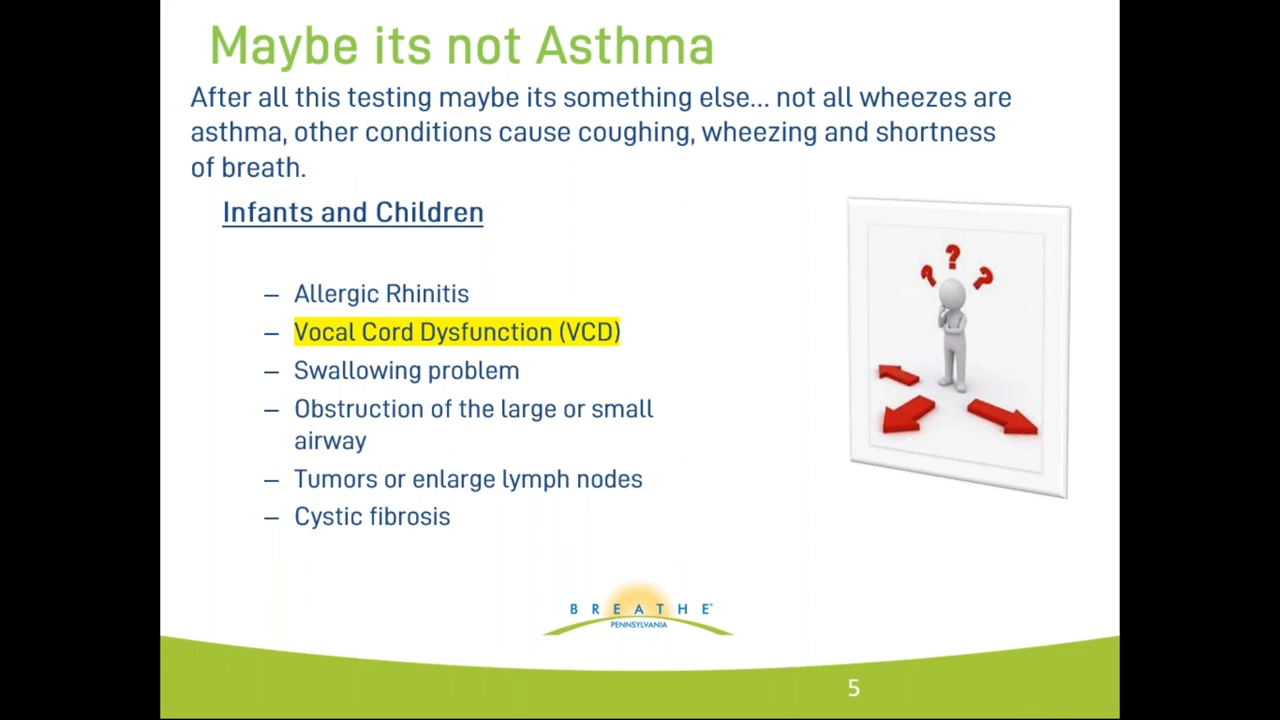 Maybe its not Asthma
After all this testing maybe its something else... not all wheezes are
asthma, other conditions cause coughing, wheezing and shortness
of breath.
Infants and Children
– Allergic Rhinitis
– Vocal Cord Dysfunction (VCD)
– Swallowing problem
– Obstruction of the large or small
airway
– Tumors or enlarge lymph nodes
– Cystic fibrosis
? ? ?
BREATHE
PENNSYLVANIA
5